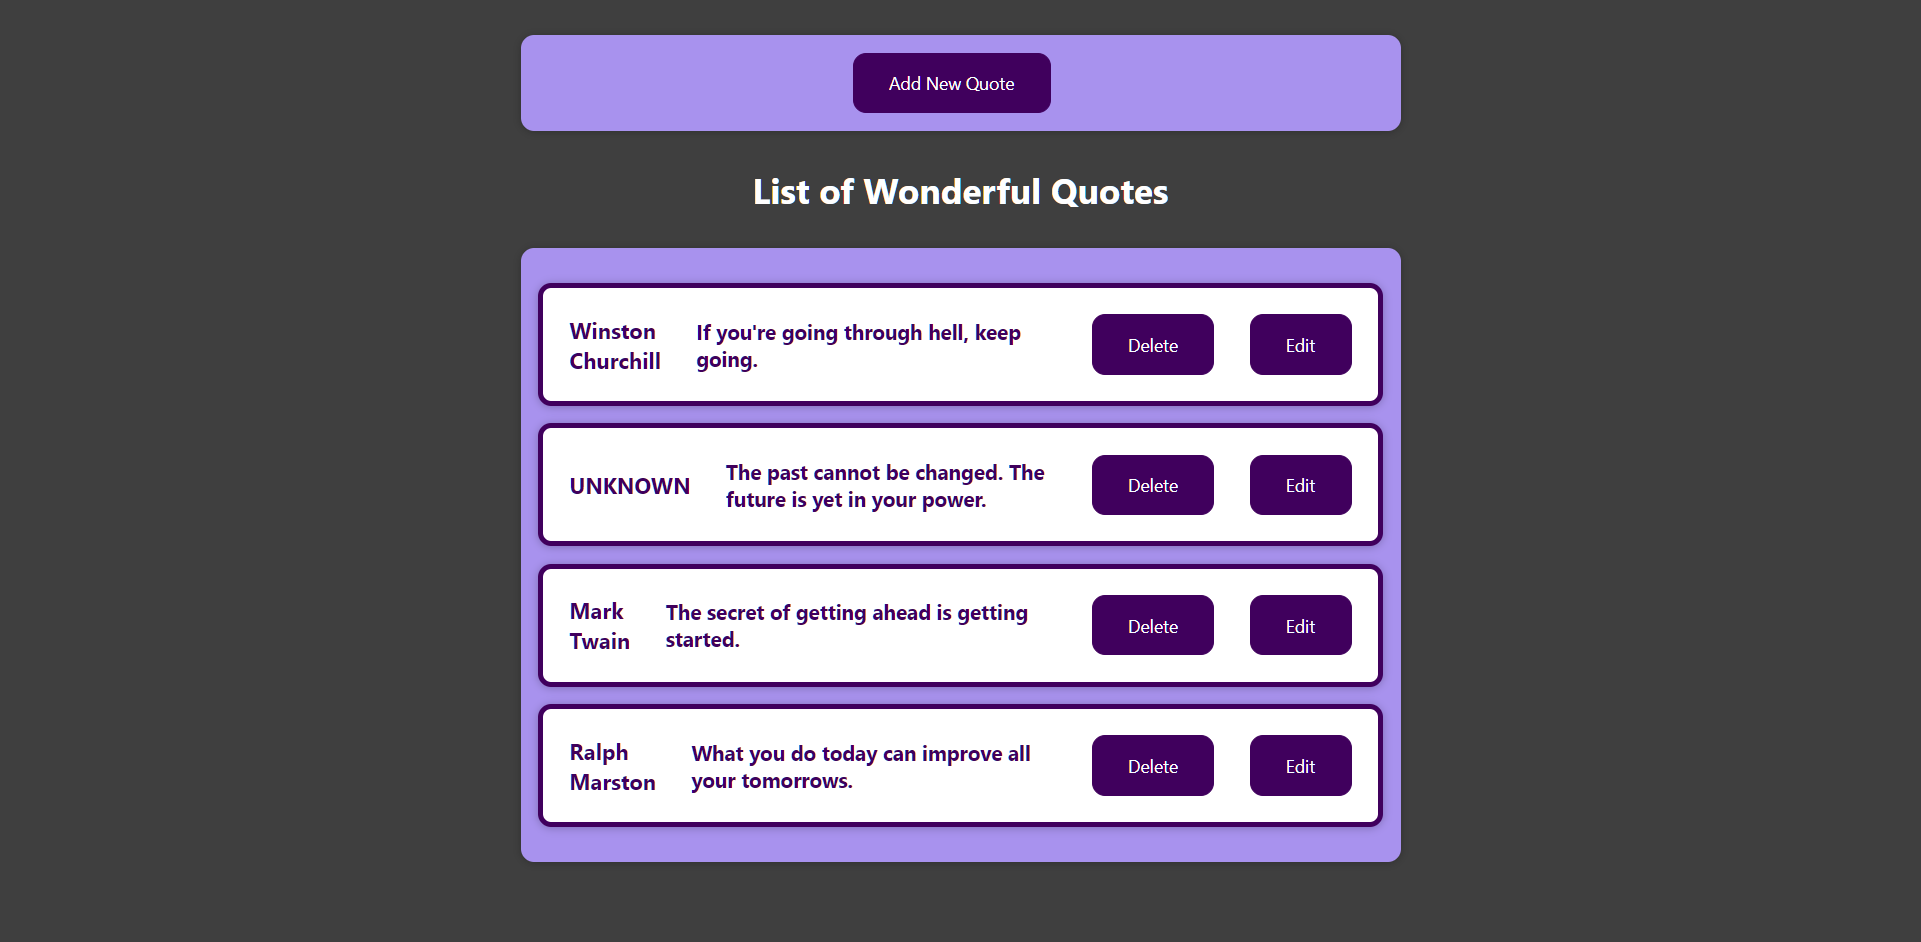 Add New Quote
List of Wonderful Quotes
Winston
Churchill
If you're going through hell, keep
going.
Delete
Edit
UNKNOWN
The past cannot be changed. The
future is yet in your power.
Delete
Edit
Mark
Twain
The secret of getting ahead is getting
started.
Delete
Edit
Ralph
Marston
What you do today can improve all
your tomorrows.
Delete
Edit